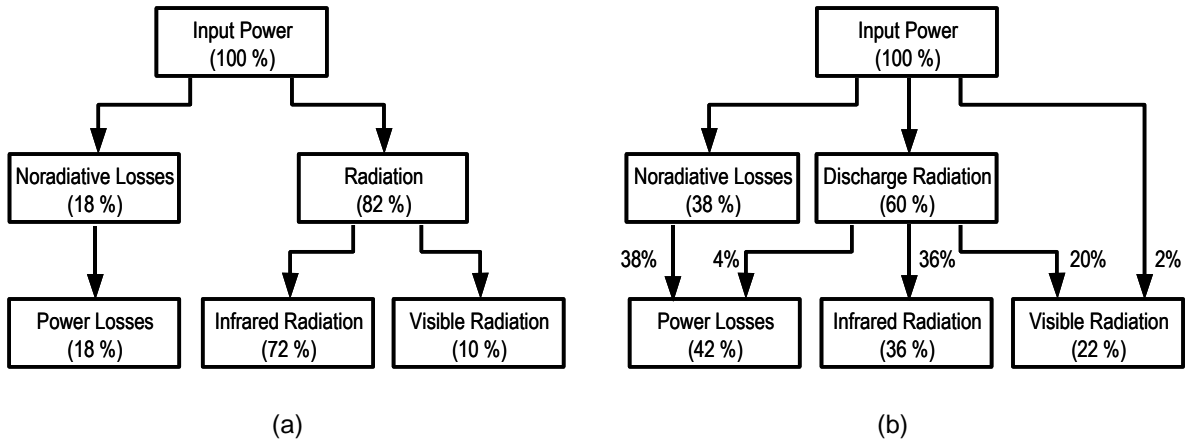 Input Power
(100 %)
Noradiative Losses
(18 %)
Radiation
(82 %)
Power Losses
(18 %)
Infrared Radiation
(72 %)
Visible Radiation
(10 %)
(a)
Input Power
(100 %)
Noradiative Losses
(38 %)
Discharge Radiation
(60 %)
38%
4%
36%
20%
2%
Power Losses
(42 %)
Infrared Radiation
(36 %)
Visible Radiation
(22 %)
(b)